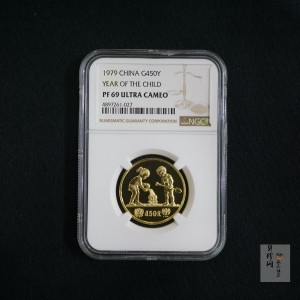 1979 CHINA G450Y
YEAR OF THE CHILD
PF 69 ULTRA CAMEO
4897261-027
NUMISMATIC GUARANTY CORPORATION
NGC
450元